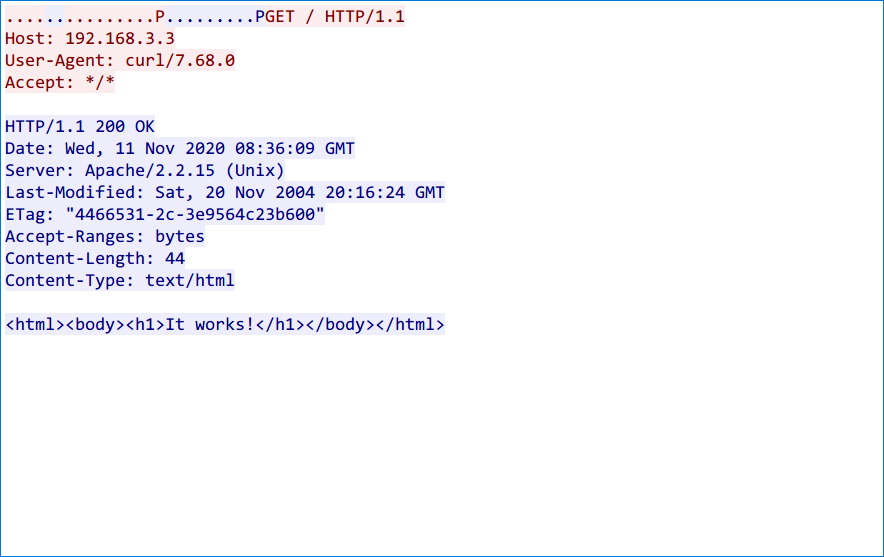 ...............P.........PGET / HTTP/1.1
Host: 192.168.3.3
User-Agent: curl/7.68.0
Accept: */*
HTTP/1.1 200 OK
Date: Wed, 11 Nov 2020 08:36:09 GMT
Server: Apache/2.2.15 (Unix)
Last-Modified: Sat, 20 Nov 2004 20:16:24 GMT
ETag: "4466531-2c-3e9564c23b600"
Accept-Ranges: bytes
Content-Length: 44
Content-Type: text/html
<html><body><h1>It works!</h1></body></html>